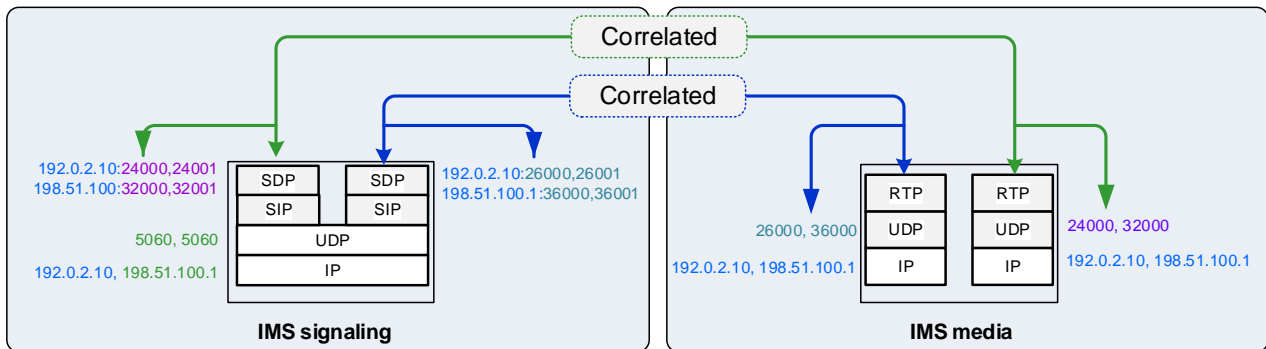 Correlated
Correlated
192.0.2.10:24000,24001
198.51.100:32000,32001
SDP
SDP
192.0.2.10:26000,26001
198.51.100.1:36000,36001
SIP
SIP
5060, 5060
UDP
192.0.2.10, 198.51.100.1
IP
IMS signaling
RTP
RTP
26000, 36000
UDP
UDP
24000, 32000
192.0.2.10, 198.51.100.1
IP
IP
192.0.2.10, 198.51.100.1
IMS media